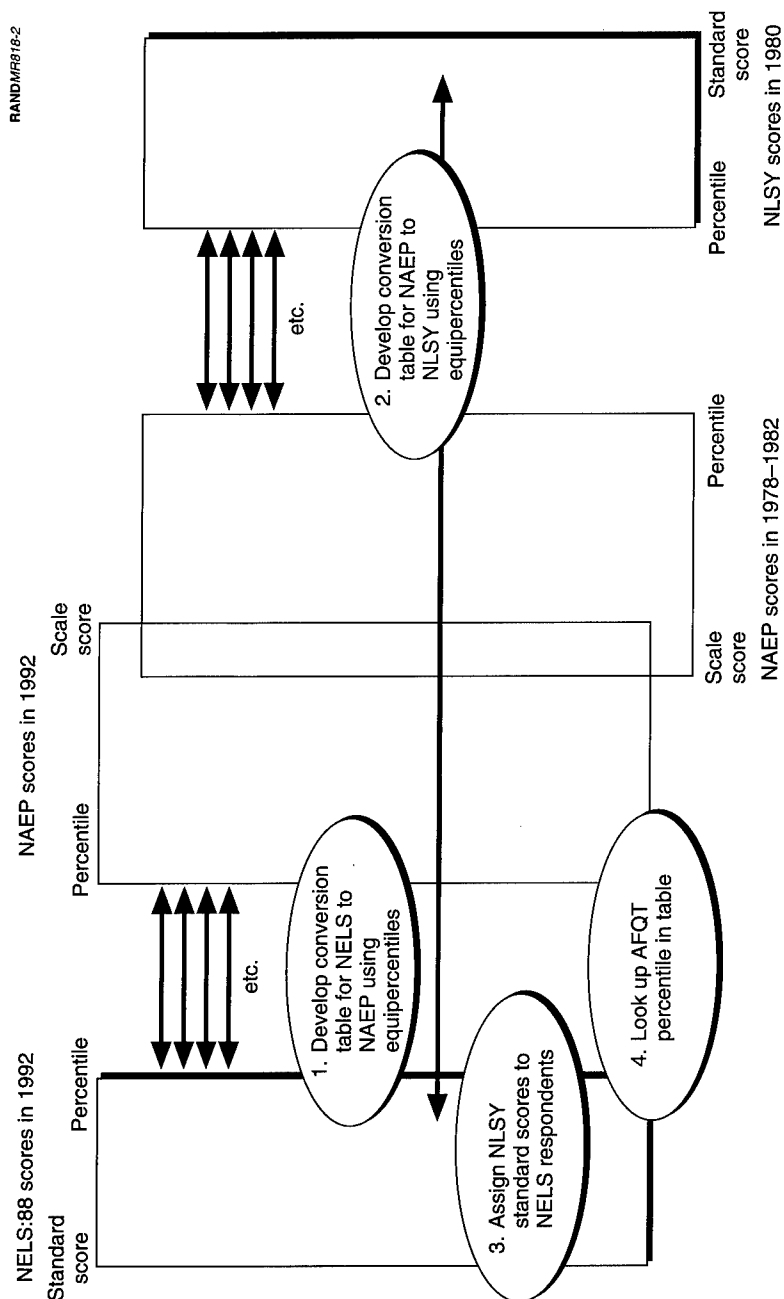 RANDMR818-2
NELS:88 scores in 1992
NAEP scores in 1992
Standard
score
Percentile
Percentile
Scale
score
etc.
etc.
1. Develop conversion
table for NELS to
NAEP using
equipercentiles
2. Develop conversion
table for NAEP to
NLSY using
equipercentiles
3. Assign NLSY
standard scores to
NELS respondents
4. Look up AFQT
percentile in table
Scale
score
Percentile
Percentile
Standard
score
NAEP scores in 1978–1982
NLSY scores in 1980